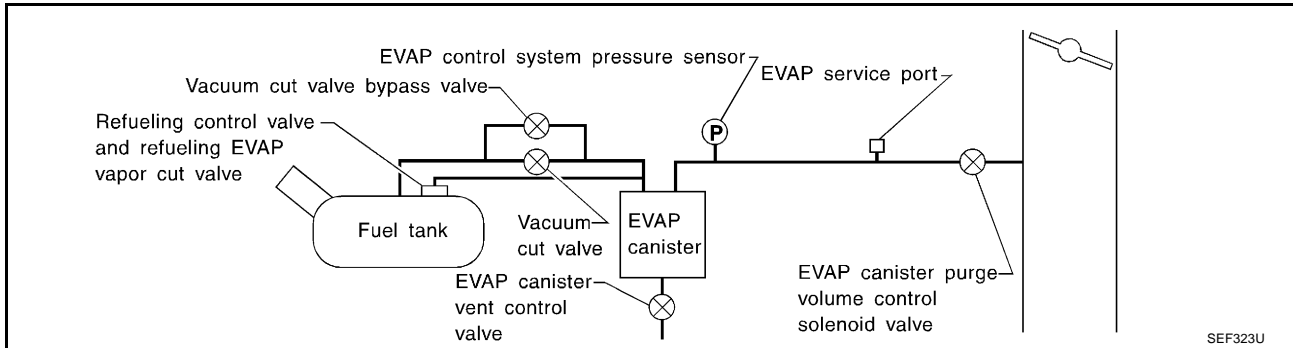 EVAP control system pressure sensor
EVAP service port
Vacuum cut valve bypass valve
Refueling control valve
and refueling EVAP
vapor cut valve
P
Fuel tank
Vacuum
cut valve
EVAP
canister
EVAP canister
vent control
valve
EVAP canister purge
volume control
solenoid valve
SEF323U